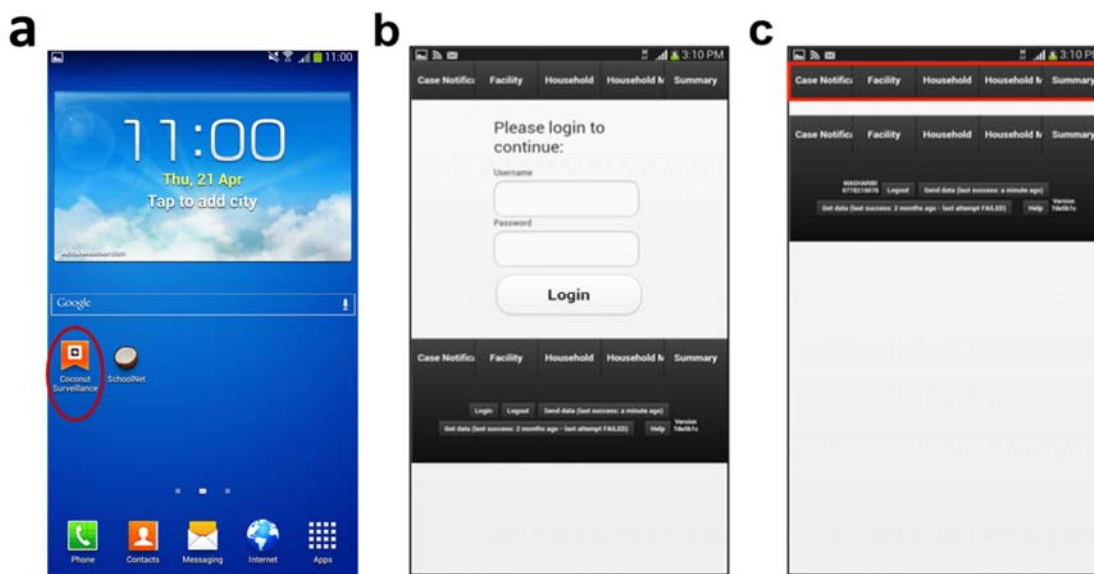 a
11:00
11:00
Thu, 21 Apr
Tap to add city
AccuWeather.com
Google
Coconut
Surveillance
SchoolNet
Phone Contacts Messaging Internet Apps
b
3:10 PM
Case Notifica Facility Household Household M Summary
Please login to
continue:
Username
Password
Login
Case Notifica Facility Household Household M Summary
Login Logout Send data (last success: a minute ago)
Get data (last success: 2 months ago - last attempt FAILED) Help Version
c
3:10 PM
Case Notifica Facility Household Household M Summary
Case Notifica Facility Household Household M Summary
MAGHARIBI
Logout Send data (last success: a minute ago)
Get data (last success: 2 months ago - last attempt FAILED) Help Version